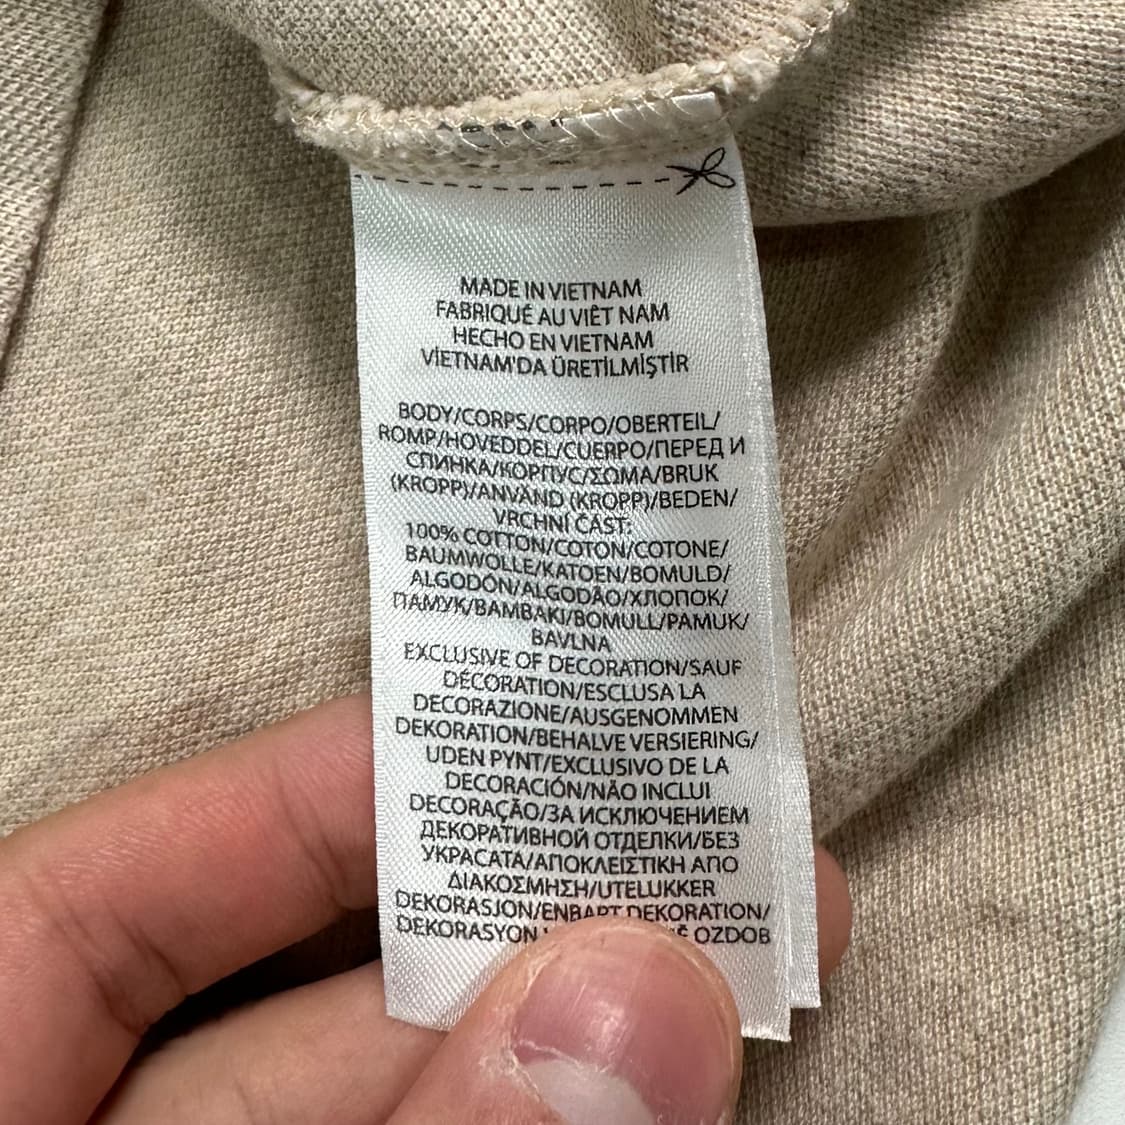 MADE IN VIETNAM
FABRIQUÉ AU VIÊT NAM
HECHO EN VIETNAM
VİETNAM'DA ÜRETİLMİŞTİR
BODY/CORPS/CORPO/OBERTEIL/
ROMP/HOVEDDEL/CUERPO/ПЕРЕД И
СПИНКА/КОРПУС/ΣΩΜΑ/BRUK
(KROPP)/ANVÄND (KROPP)/BEDEN/
VRCHNÍ ČAST:
100% COTTON/COTON/COTONE/
BAUMWOLLE/KATOEN/BOMULD/
ALGODÓN/ALGODÃO/ХЛОПОК/
ПАМУК/ΒΑΜΒΑΚΙ/BOMULL/PAMUK/
BAVLNA
EXCLUSIVE OF DECORATION/SAUF
DÉCORATION/ESCLUSA LA
DECORAZIONE/AUSGENOMMEN
DEKORATION/BEHALVE VERSIERING/
UDEN PYNT/EXCLUSIVO DE LA
DECORACIÓN/NÃO INCLUI
DECORAÇÃO/ЗА ИСКЛЮЧЕНИЕМ
ДЕКОРАТИВНОЙ ОТДЕЛКИ/БЕЗ
УКРАСАТА/ΑΠΟΚΛΕΙΣΤΙΚΗ ΑΠΟ
ΔΙΑΚΟΣΜΗΣΗ/UTELUKKER
DEKORASJON/ENBART DEKORATION/
DEKORASYON OZDOB